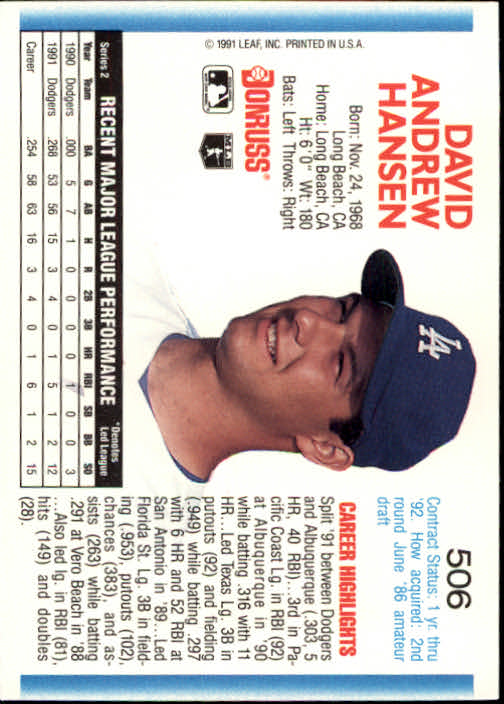 506
DAVID
ANDREW
HANSEN
Born: Nov. 24, 1968
Long Beach, CA
Home: Long Beach, CA
Ht: 6' 0" Wt: 180
Bats: Left Throws: Right
DONRUSS®
MLB
© 1991 LEAF, INC. PRINTED IN U.S.A.
LA
Contract Status: 1 yr. thru
'92. How acquired: 2nd
round June '86 amateur
draft
CAREER HIGHLIGHTS
Split '91 between Dodgers
and Albuquerque (.303, 5
HR, 40 RBI)...3rd in Pa-
cific Coast Lg. in RBI (92)
at Albuquerque in '90
while batting .316 with 11
HR...Led Texas Lg. 3B in
putouts (92) and fielding
(.949) while batting .297
with 6 HR and 52 RBI at
San Antonio in '89...Led
Florida St. Lg. 3B in field-
ing (.953) putouts (102),
chances (383), and as-
sists (263) while batting
.291 at Vero Beach in '88
...Also led lg. in RBI (81),
hits (149) and doubles
(28).
Series 2 RECENT MAJOR LEAGUE PERFORMANCE *Denotes Led League
Year Team BA G AB H R 2B 3B HR RBI SB BB SO
1990 Dodgers .000 5 7 1 0 0 0 0 1 0 0 3
1991 Dodgers .268 53 56 15 3 4 0 1 5 1 2 12
Career .254 58 63 16 3 4 0 1 6 1 2 15